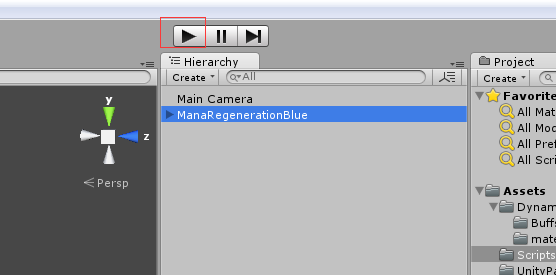 Hierarchy
Create
All
Main Camera
ManaRegenerationBlue
y
z
Persp
Project
Create
Favorite
All Mat
All Mod
All Pref
All Scri
Assets
Dynam
Buffs
mate
Scripts
UnityPa